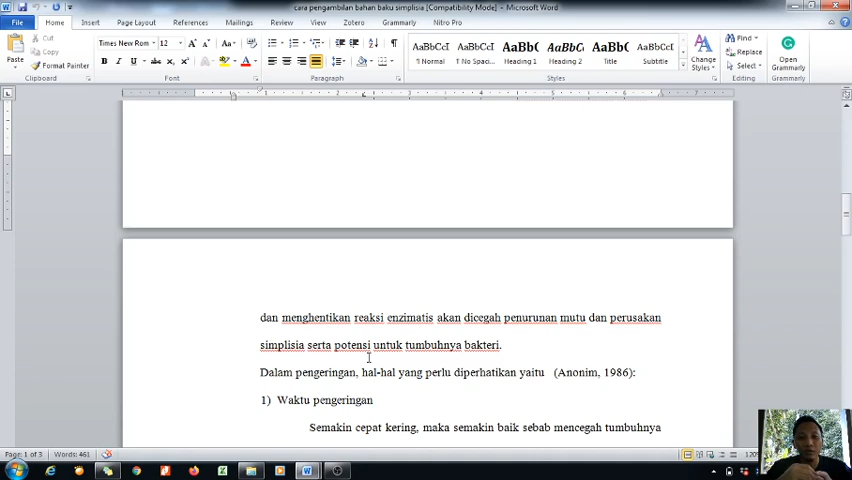 cara pengambilan bahan baku simplisia [Compatibility Mode] - Microsoft Word
File Home Insert Page Layout References Mailings Review View Zotero Grammarly Nitro Pro
Paste Cut Copy Format Painter Clipboard
Times New Rom 12 Font
Paragraph
AaBbCcI ¶ Normal
AaBbCcI ¶ No Spac...
AaBbC Heading 1
AaBbCc Heading 2
AaBbC Title
AaBbCcI Subtitle
Change Styles Styles
Find Replace Select Editing
Open Grammarly Grammarly
dan menghentikan reaksi enzimatis akan dicegah penurunan mutu dan perusakan
simplisia serta potensi untuk tumbuhnya bakteri.
Dalam pengeringan, hal-hal yang perlu diperhatikan yaitu (Anonim, 1986):
1) Waktu pengeringan
Semakin cepat kering, maka semakin baik sebab mencegah tumbuhnya
Page: 1 of 3 Words: 461 120%